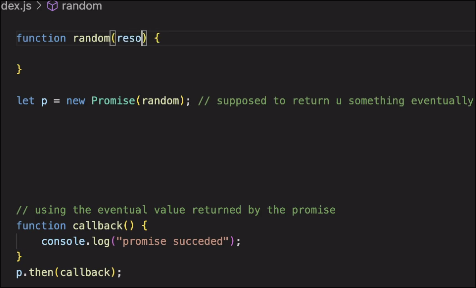 dex.js > random
function random(reso) {
}
let p = new Promise(random); // supposed to return u something eventually
// using the eventual value returned by the promise
function callback() {
console.log("promise succeded");
}
p.then(callback);